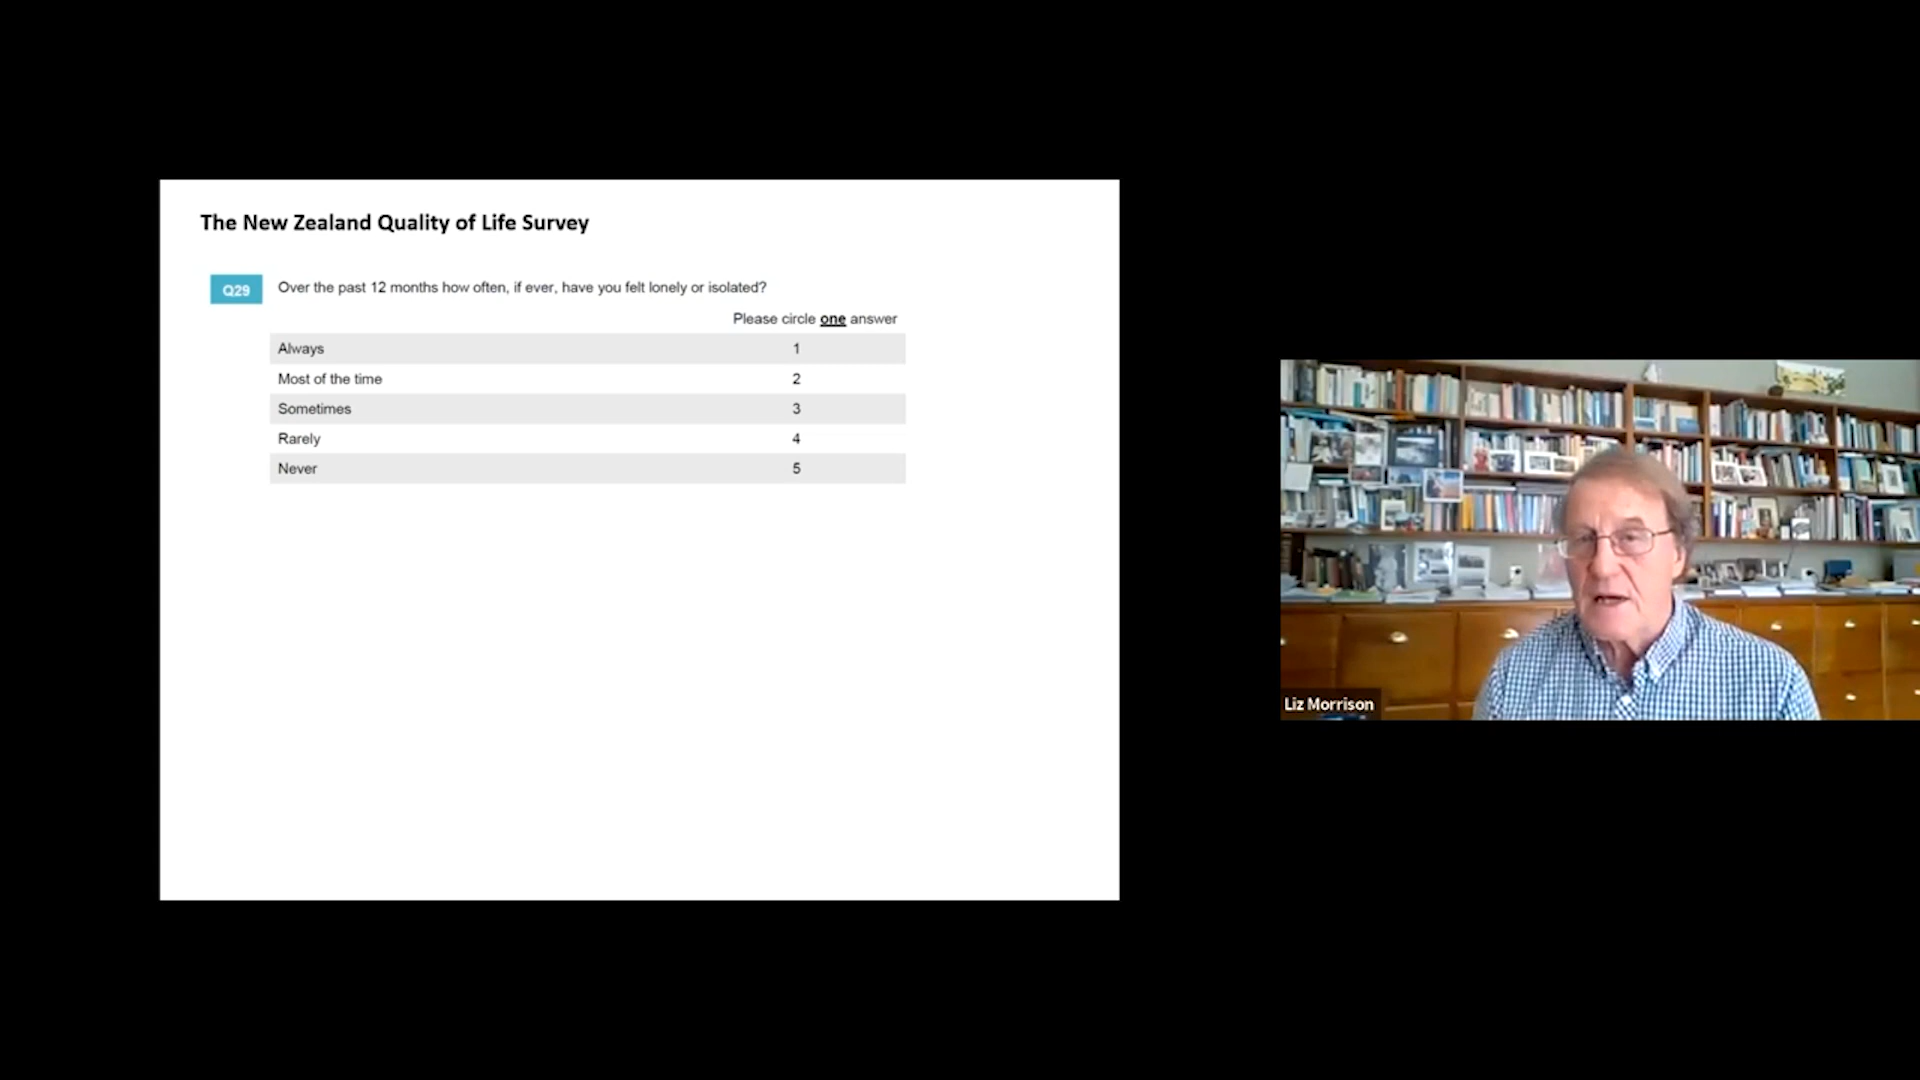 The New Zealand Quality of Life Survey
Q29 Over the past 12 months how often, if ever, have you felt lonely or isolated?
Please circle one answer
Always 1
Most of the time 2
Sometimes 3
Rarely 4
Never 5
Liz Morrison